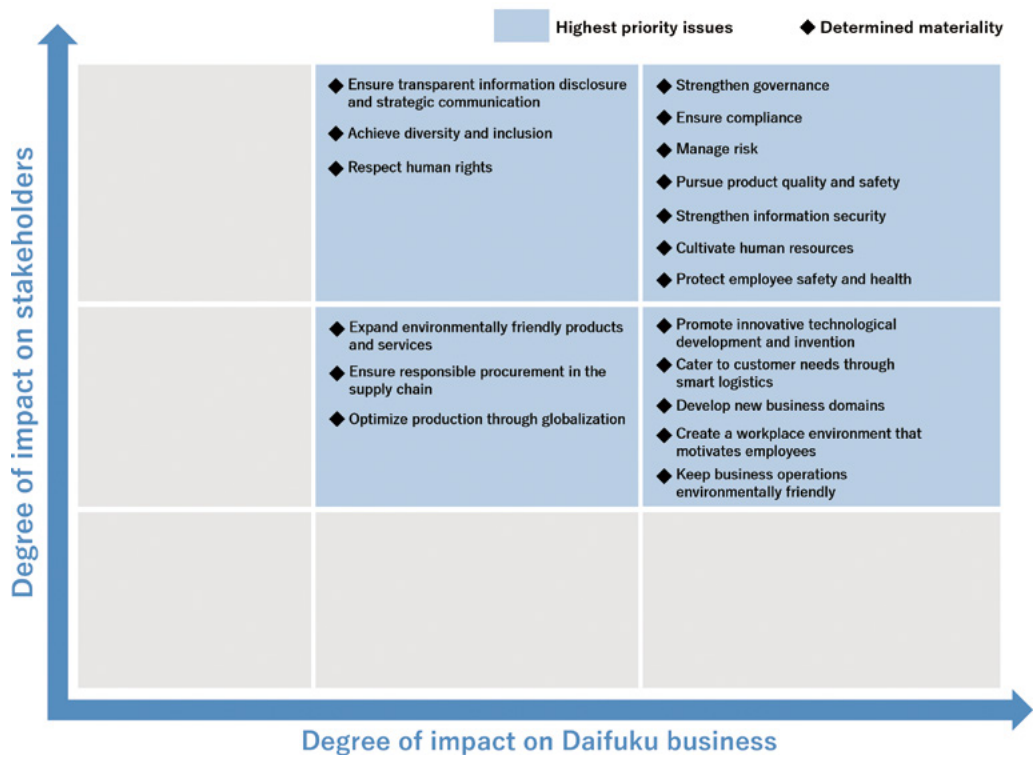 Highest priority issues
◆ Determined materiality
Degree of impact on stakeholders
◆ Ensure transparent information disclosure
and strategic communication
◆ Achieve diversity and inclusion
◆ Respect human rights
◆ Strengthen governance
◆ Ensure compliance
◆ Manage risk
◆ Pursue product quality and safety
◆ Strengthen information security
◆ Cultivate human resources
◆ Protect employee safety and health
◆ Expand environmentally friendly products
and services
◆ Ensure responsible procurement in the
supply chain
◆ Optimize production through globalization
◆ Promote innovative technological
development and invention
◆ Cater to customer needs through
smart logistics
◆ Develop new business domains
◆ Create a workplace environment that
motivates employees
◆ Keep business operations
environmentally friendly
Degree of impact on Daifuku business